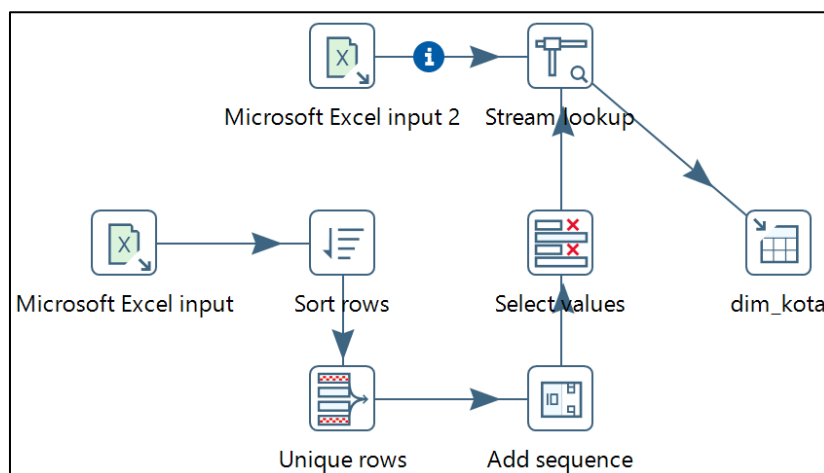 Microsoft Excel input 2
Stream lookup
Microsoft Excel input
Sort rows
Select values
dim_kota
Unique rows
Add sequence